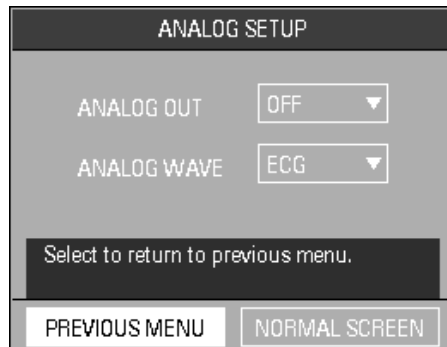 ANALOG SETUP
ANALOG OUT OFF
ANALOG WAVE ECG
Select to return to previous menu.
PREVIOUS MENU NORMAL SCREEN